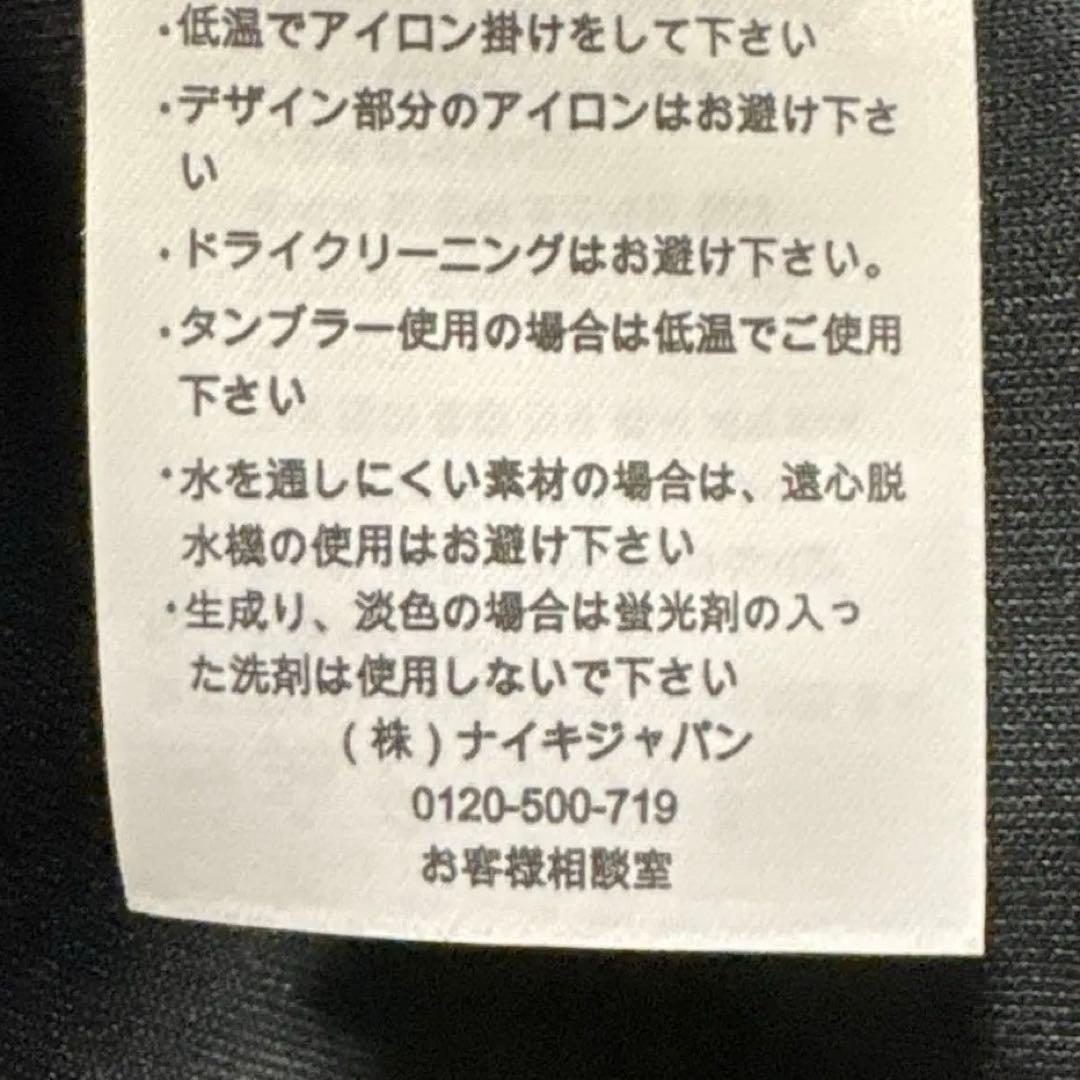 ・低温でアイロン掛けをして下さい
・デザイン部分のアイロンはお避け下さ
い
・ドライクリーニングはお避け下さい。
・タンブラー使用の場合は低温でご使用
下さい
・水を通しにくい素材の場合は、遠心脱
水機の使用はお避け下さい
・生成り、淡色の場合は蛍光剤の入っ
た洗剤は使用しないで下さい
(株)ナイキジャパン
0120-500-719
お客様相談室